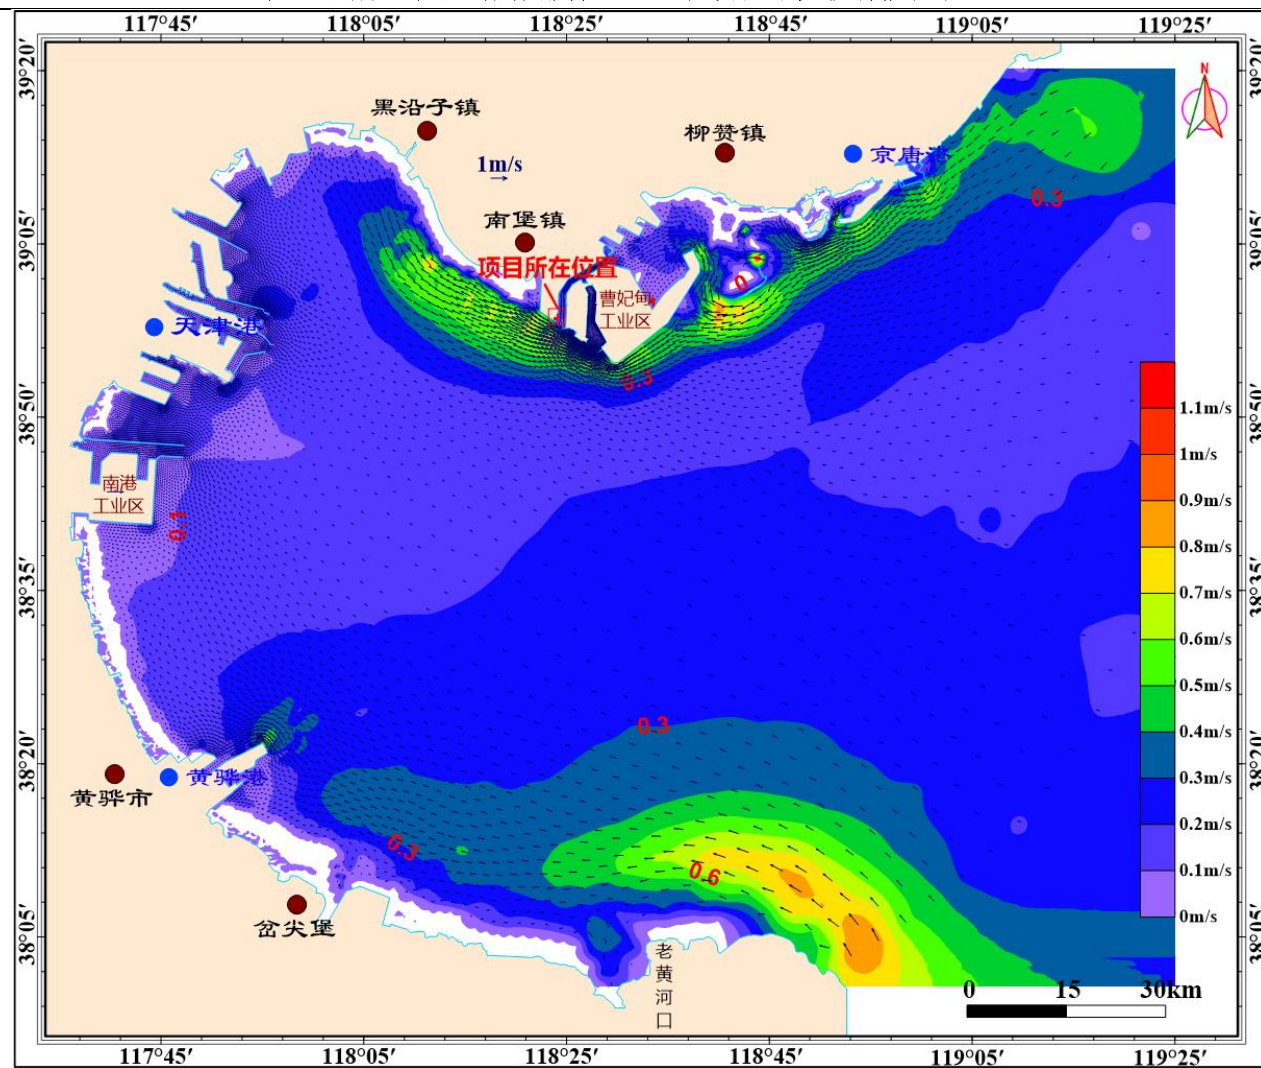 117°45′ 118°05′ 118°25′ 118°45′ 119°05′ 119°25′
39°20′
39°20′
N
黑沿子镇
柳赞镇
京唐港
1m/s
0.3
南堡镇
39°05′
39°05′
项目所在位置
0
曹妃甸
工业区
天津港
0.3
38°50′
38°50′
1.1m/s
1m/s
0.9m/s
0.8m/s
0.7m/s
0.6m/s
0.5m/s
0.4m/s
0.3m/s
0.2m/s
0.1m/s
0m/s
南港
工业区
0.1
38°35′
38°35′
0.3
38°20′
38°20′
黄骅港
黄骅市
0.3
0.6
岔尖堡
38°05′
38°05′
老
黄
河
口
0 15 30km
117°45′ 118°05′ 118°25′ 118°45′ 119°05′ 119°25′